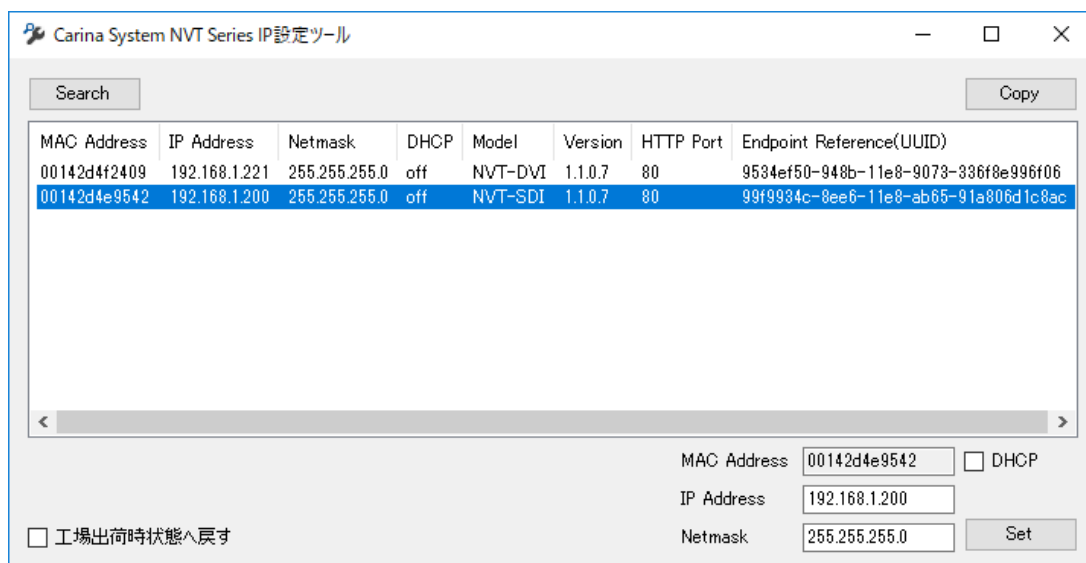 Carina System NVT Series IP設定ツール
Search Copy
MAC Address IP Address Netmask DHCP Model Version HTTP Port Endpoint Reference(UUID)
00142d4f2409 192.168.1.221 255.255.255.0 off NVT-DVI 1.1.0.7 80 9534ef50-948b-11e8-9073-336f8e996f06
00142d4e9542 192.168.1.200 255.255.255.0 off NVT-SDI 1.1.0.7 80 99f9934c-8ee6-11e8-ab65-91a806d1c8ac
MAC Address 00142d4e9542 DHCP
IP Address 192.168.1.200
工場出荷時状態へ戻す Netmask 255.255.255.0 Set